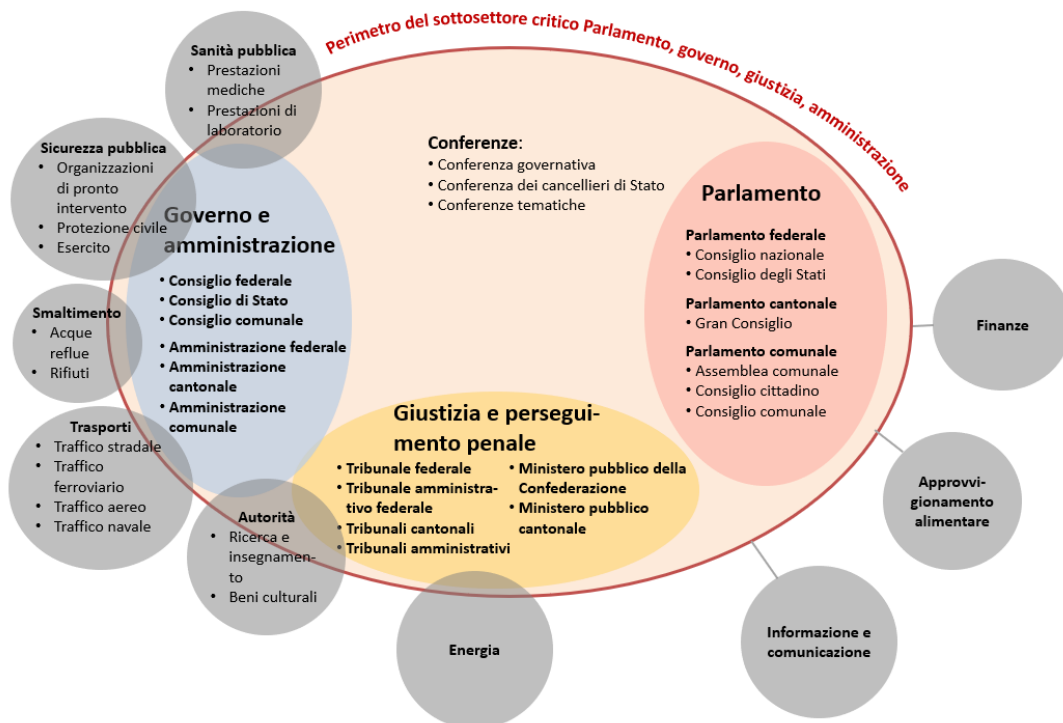 Perimetro del sottosettore critico Parlamento, governo, giustizia, amministrazione
Sanità pubblica
• Prestazioni
mediche
• Prestazioni di
laboratorio
Sicurezza pubblica
• Organizzazioni
di pronto
intervento
• Protezione civile
• Esercito
Smaltimento
• Acque
reflue
• Rifiuti
Trasporti
• Traffico stradale
• Traffico
ferroviario
• Traffico aereo
• Traffico navale
Autorità
• Ricerca e
insegnamen-
to
• Beni culturali
Governo e
amministrazione
• Consiglio federale
• Consiglio di Stato
• Consiglio comunale
• Amministrazione federale
• Amministrazione
cantonale
• Amministrazione
comunale
Conferenze:
• Conferenza governativa
• Conferenza dei cancellieri di Stato
• Conferenze tematiche
Parlamento
Parlamento federale
• Consiglio nazionale
• Consiglio degli Stati
Parlamento cantonale
• Gran Consiglio
Parlamento comunale
• Assemblea comunale
• Consiglio cittadino
• Consiglio comunale
Giustizia e persegui-
mento penale
• Tribunale federale
• Tribunale amministra-
tivo federale
• Tribunali cantonali
• Tribunali amministrativi
• Ministero pubblico della
Confederazione
• Ministero pubblico
cantonale
Finanze
Approvvi-
gionamento
alimentare
Informazione e
comunicazione
Energia